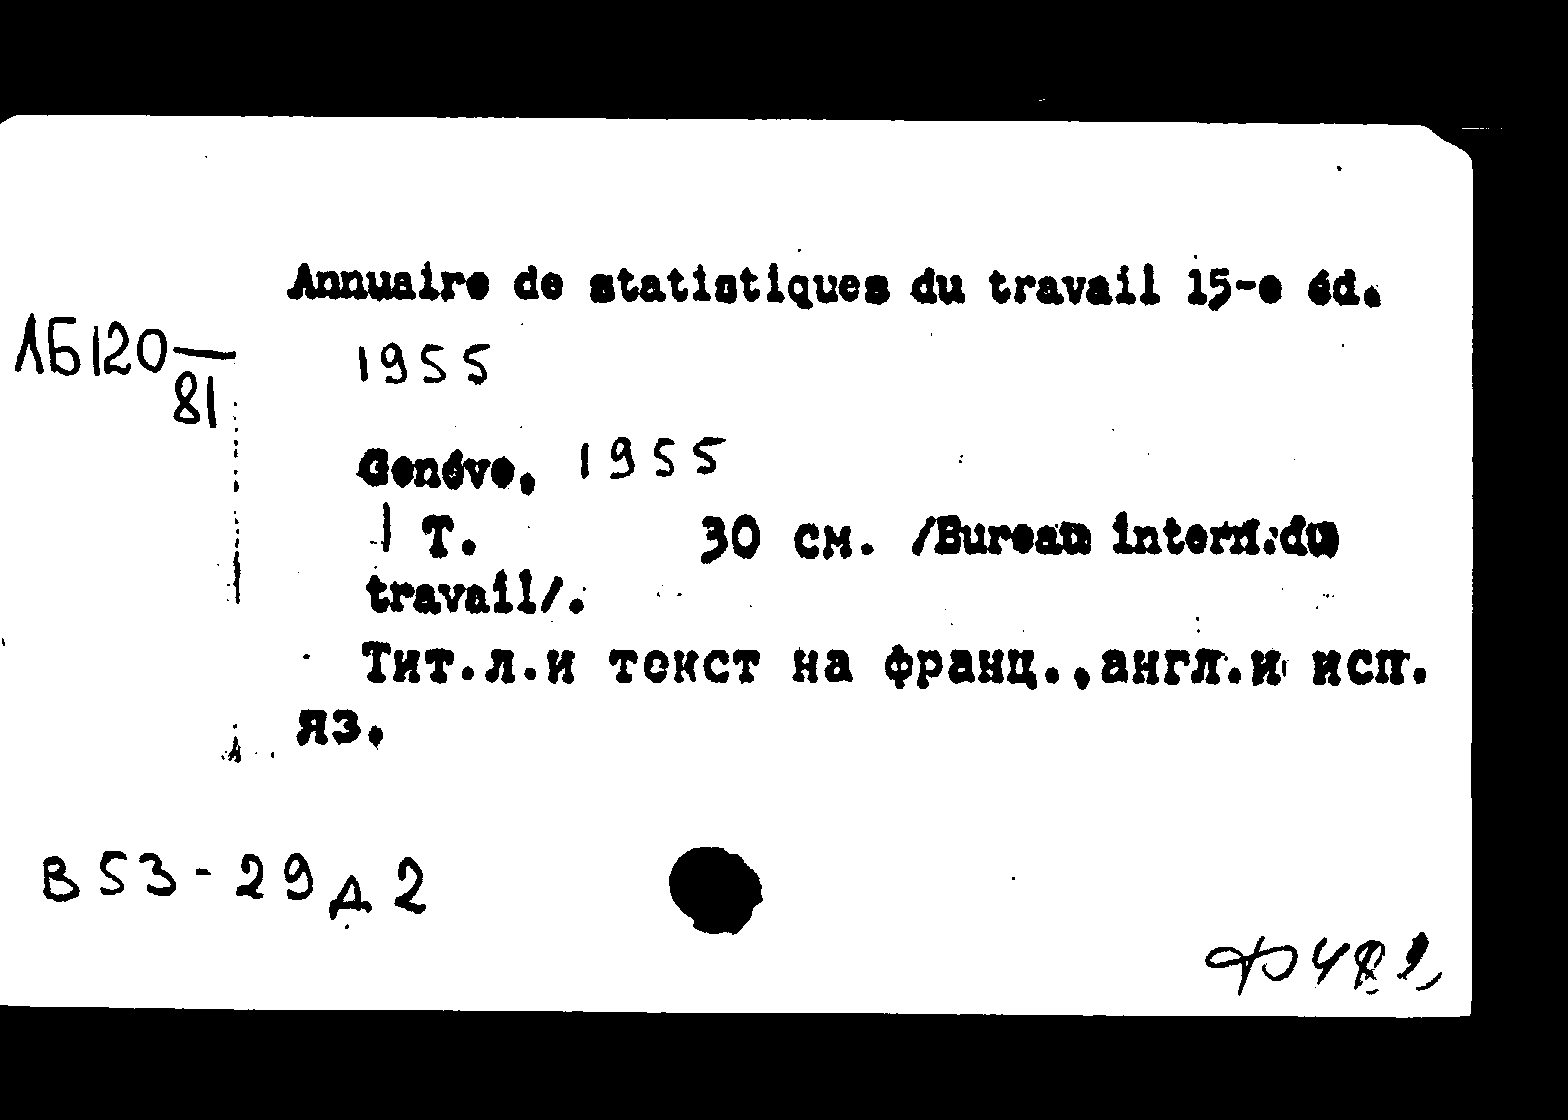 Annuaire de statistiques du travail 15-e éd.
ЛБ120
81
1955
Genéve, 1955
1 Т. 30 см. /Bureau intern.du
travail/.
Тит.л.и текст на франц.,англ.и исп.
яз.
В 53-29д2